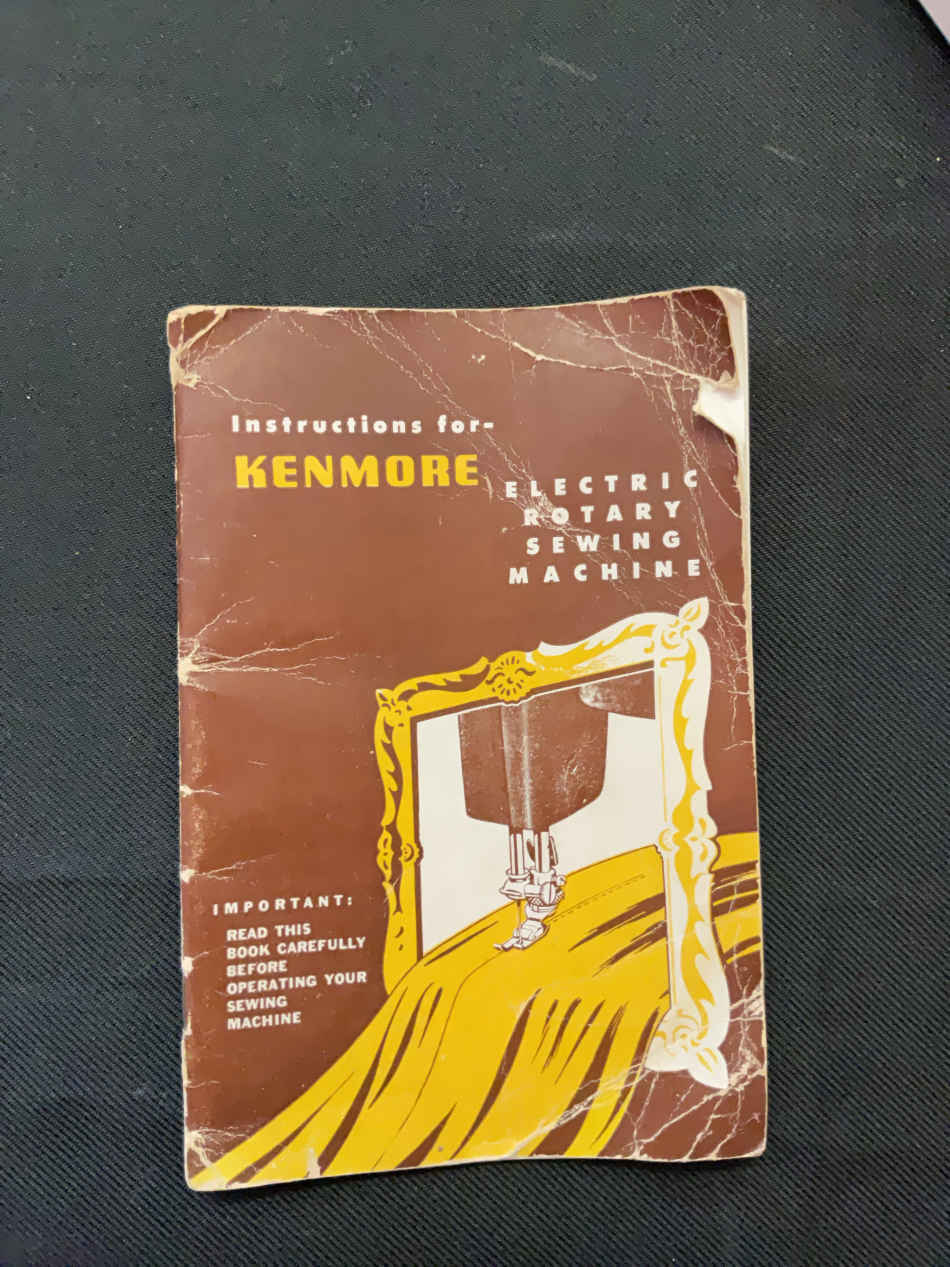 Instructions for-
KENMORE
ELECTRIC
ROTARY
SEWING
MACHINE
IMPORTANT:
READ THIS
BOOK CAREFULLY
BEFORE
OPERATING YOUR
SEWING
MACHINE